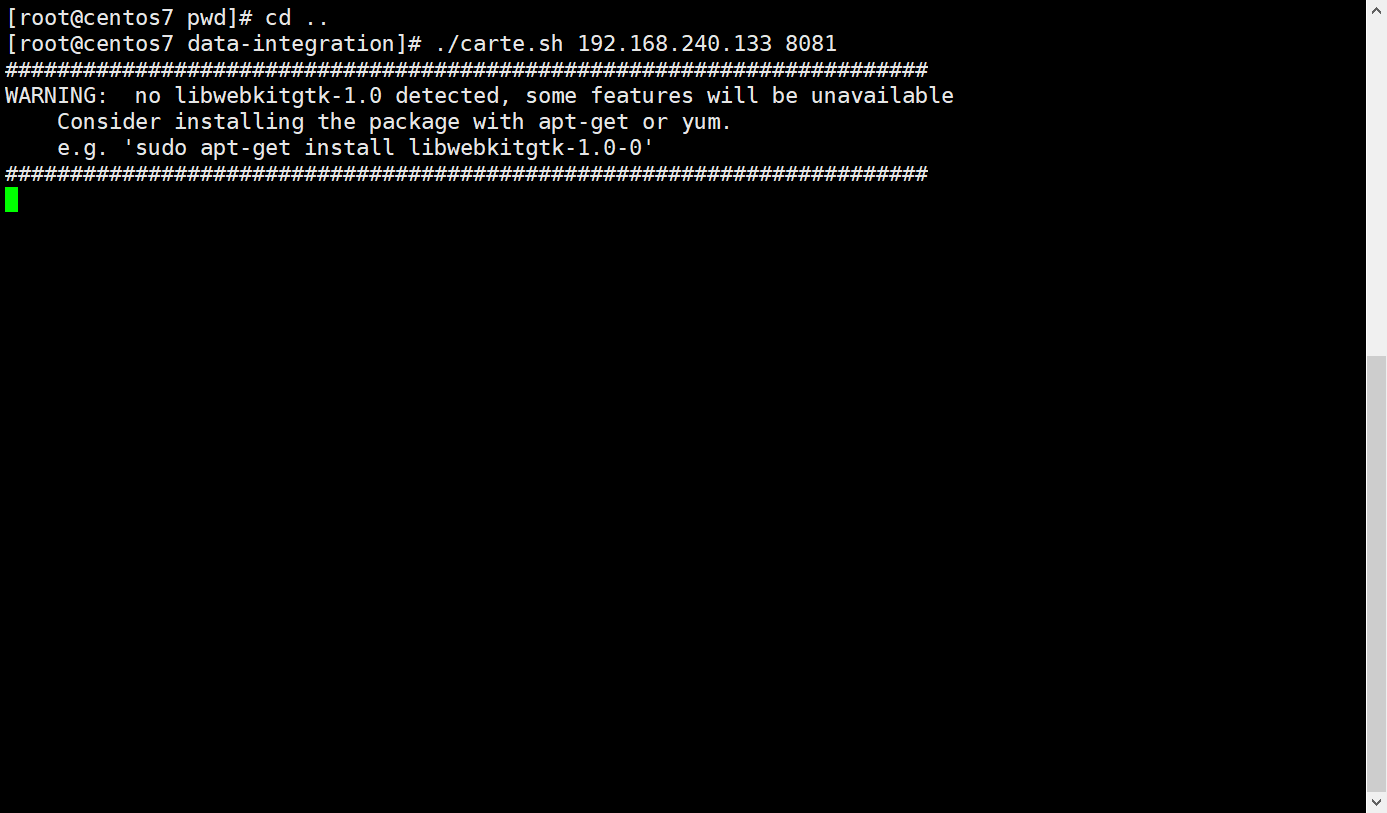 [root@centos7 pwd]# cd ..
[root@centos7 data-integration]# ./carte.sh 192.168.240.133 8081
#######################################################################
WARNING:  no libwebkitgtk-1.0 detected, some features will be unavailable
    Consider installing the package with apt-get or yum.
    e.g. 'sudo apt-get install libwebkitgtk-1.0-0'
#######################################################################